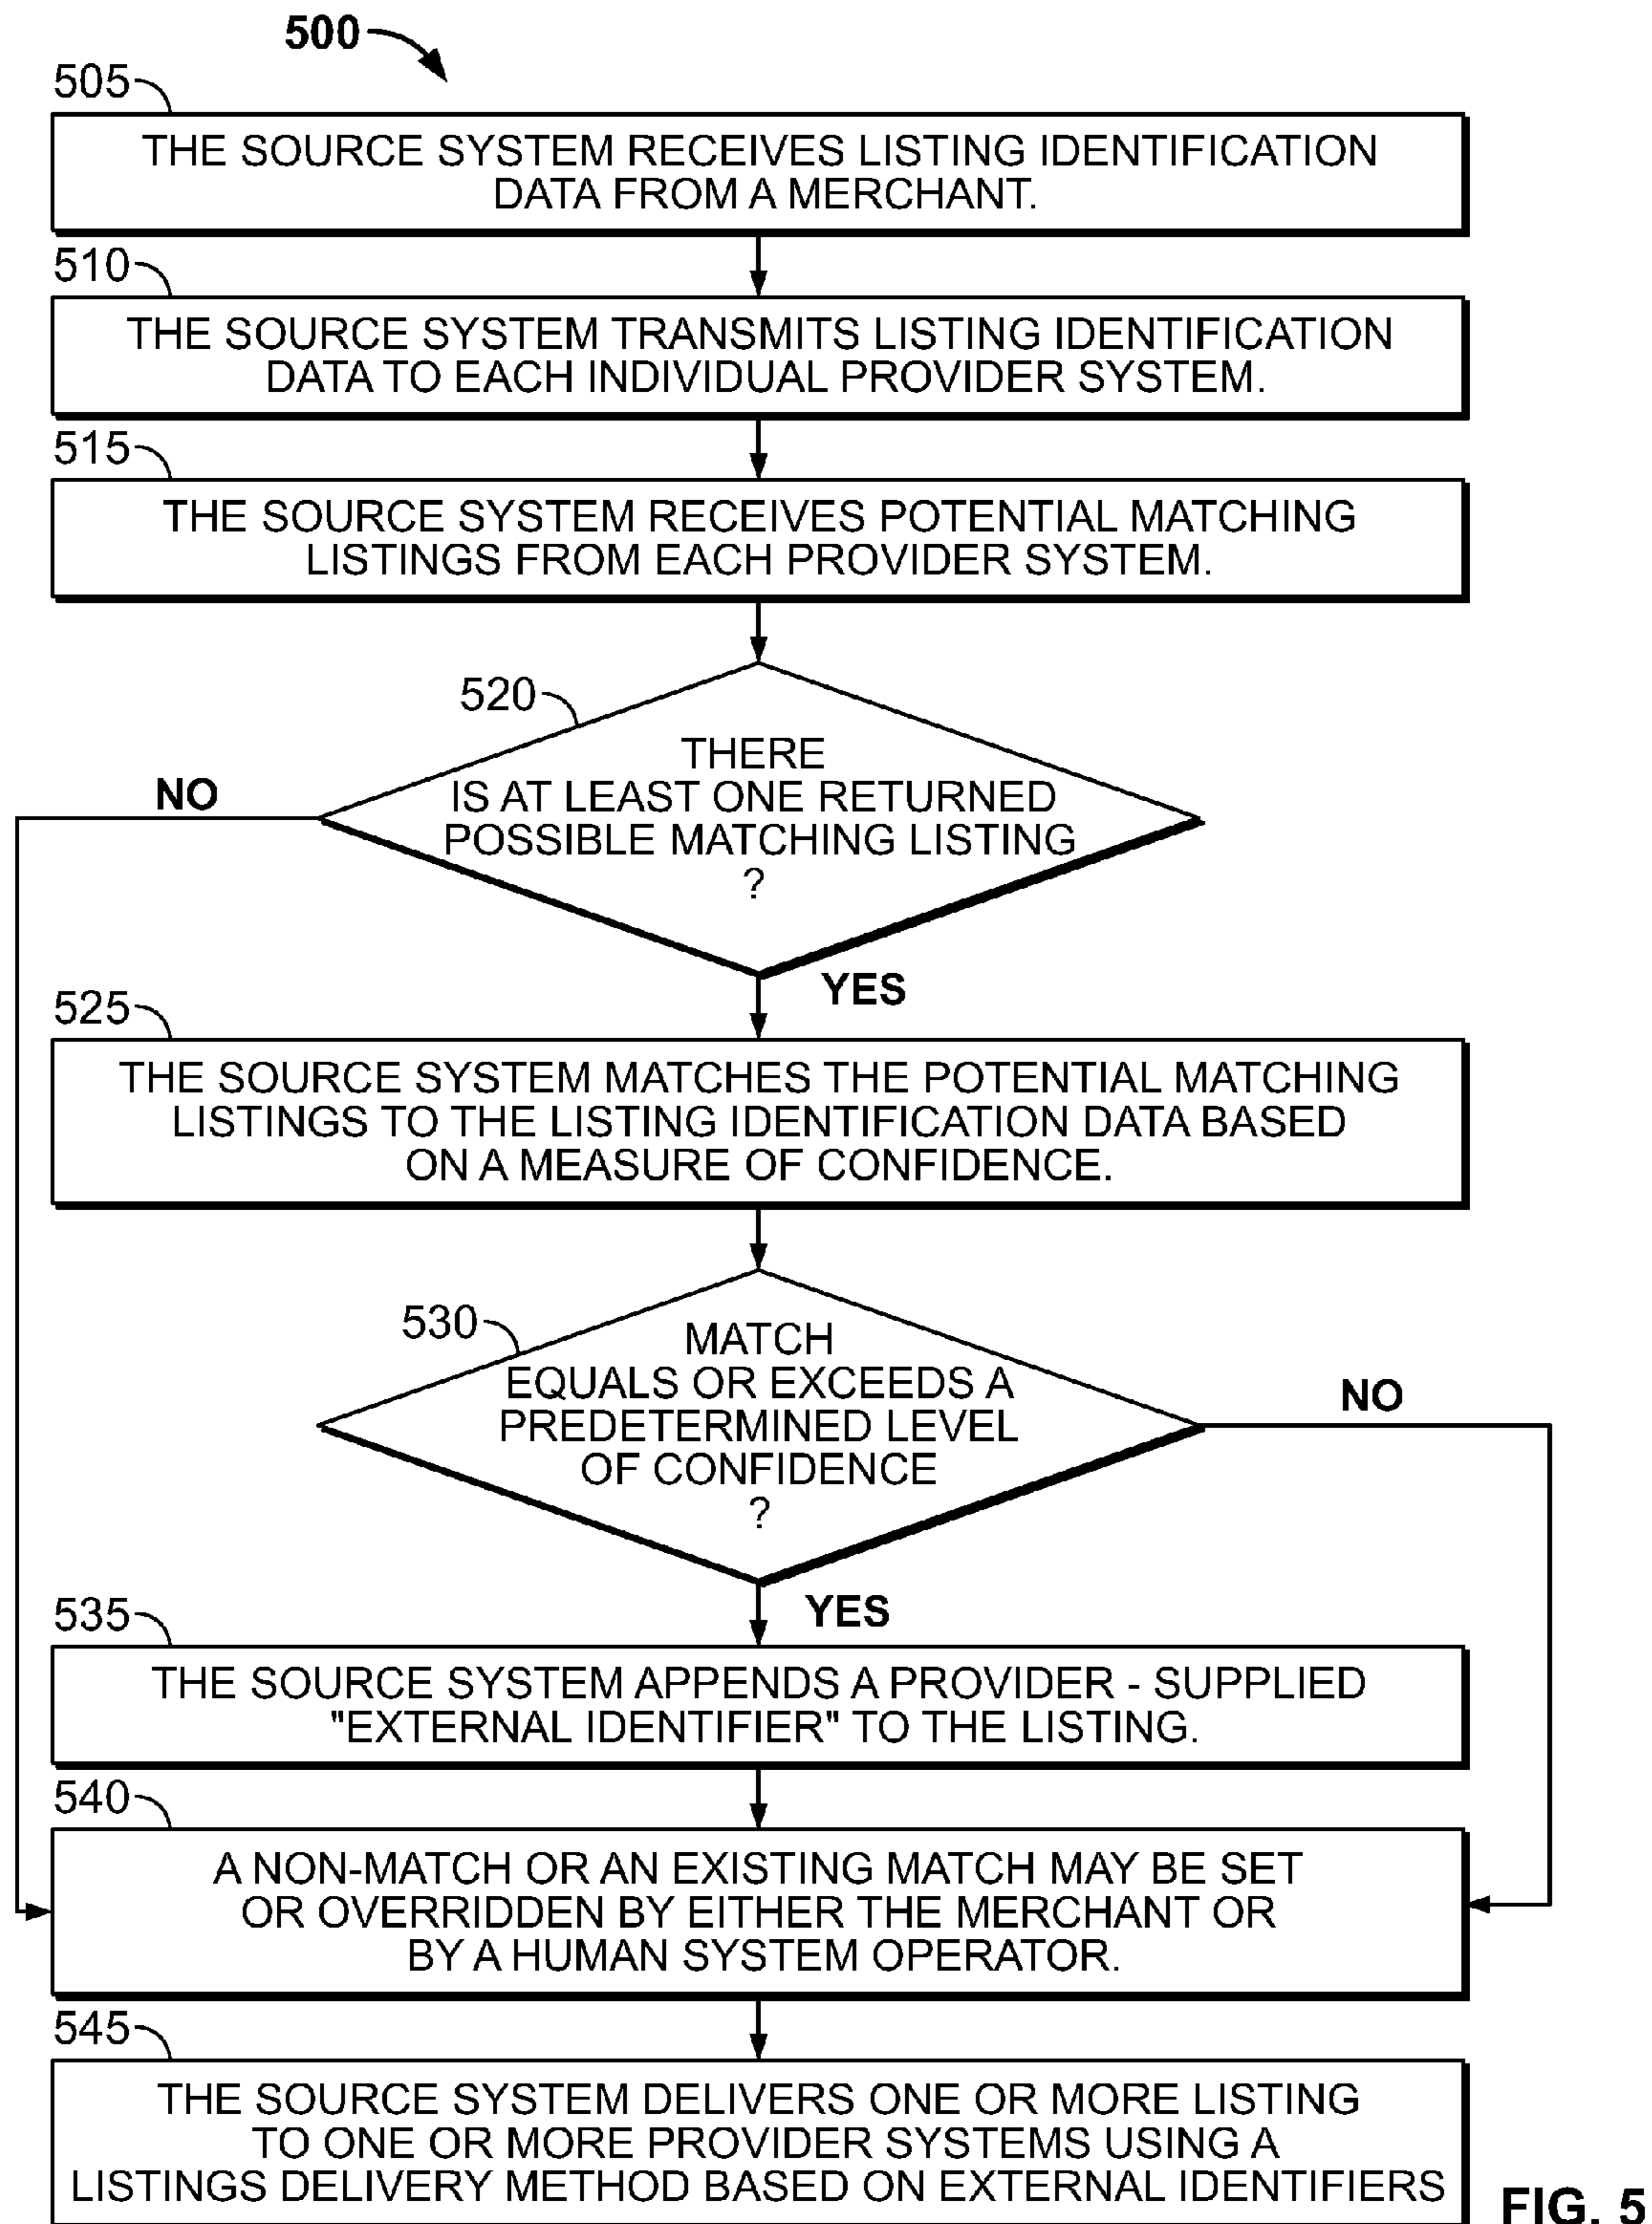 500
505
THE SOURCE SYSTEM RECEIVES LISTING IDENTIFICATION
DATA FROM A MERCHANT.
510
THE SOURCE SYSTEM TRANSMITS LISTING IDENTIFICATION
DATA TO EACH INDIVIDUAL PROVIDER SYSTEM.
515
THE SOURCE SYSTEM RECEIVES POTENTIAL MATCHING
LISTINGS FROM EACH PROVIDER SYSTEM.
520
THERE
IS AT LEAST ONE RETURNED
POSSIBLE MATCHING LISTING
?
NO
YES
525
THE SOURCE SYSTEM MATCHES THE POTENTIAL MATCHING
LISTINGS TO THE LISTING IDENTIFICATION DATA BASED
ON A MEASURE OF CONFIDENCE.
530
MATCH
EQUALS OR EXCEEDS A
PREDETERMINED LEVEL
OF CONFIDENCE
?
NO
YES
535
THE SOURCE SYSTEM APPENDS A PROVIDER - SUPPLIED
"EXTERNAL IDENTIFIER" TO THE LISTING.
540
A NON-MATCH OR AN EXISTING MATCH MAY BE SET
OR OVERRIDDEN BY EITHER THE MERCHANT OR
BY A HUMAN SYSTEM OPERATOR.
545
THE SOURCE SYSTEM DELIVERS ONE OR MORE LISTING
TO ONE OR MORE PROVIDER SYSTEMS USING A
LISTINGS DELIVERY METHOD BASED ON EXTERNAL IDENTIFIERS
FIG. 5